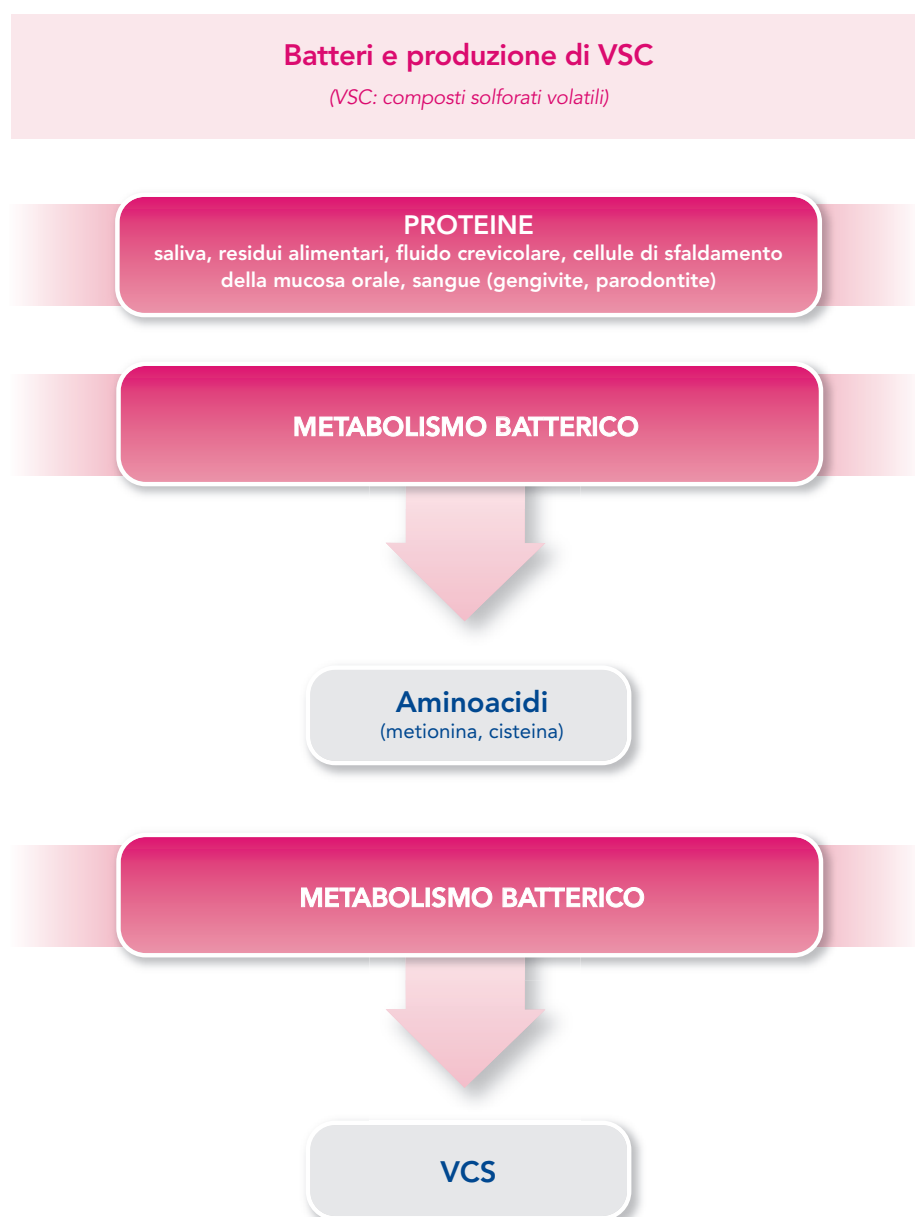 Batteri e produzione di VSC
(VSC: composti solforati volatili)
PROTEINE
saliva, residui alimentari, fluido crevicolare, cellule di sfaldamento
della mucosa orale, sangue (gengivite, parodontite)
METABOLISMO BATTERICO
Aminoacidi
(metionina, cisteina)
METABOLISMO BATTERICO
VCS